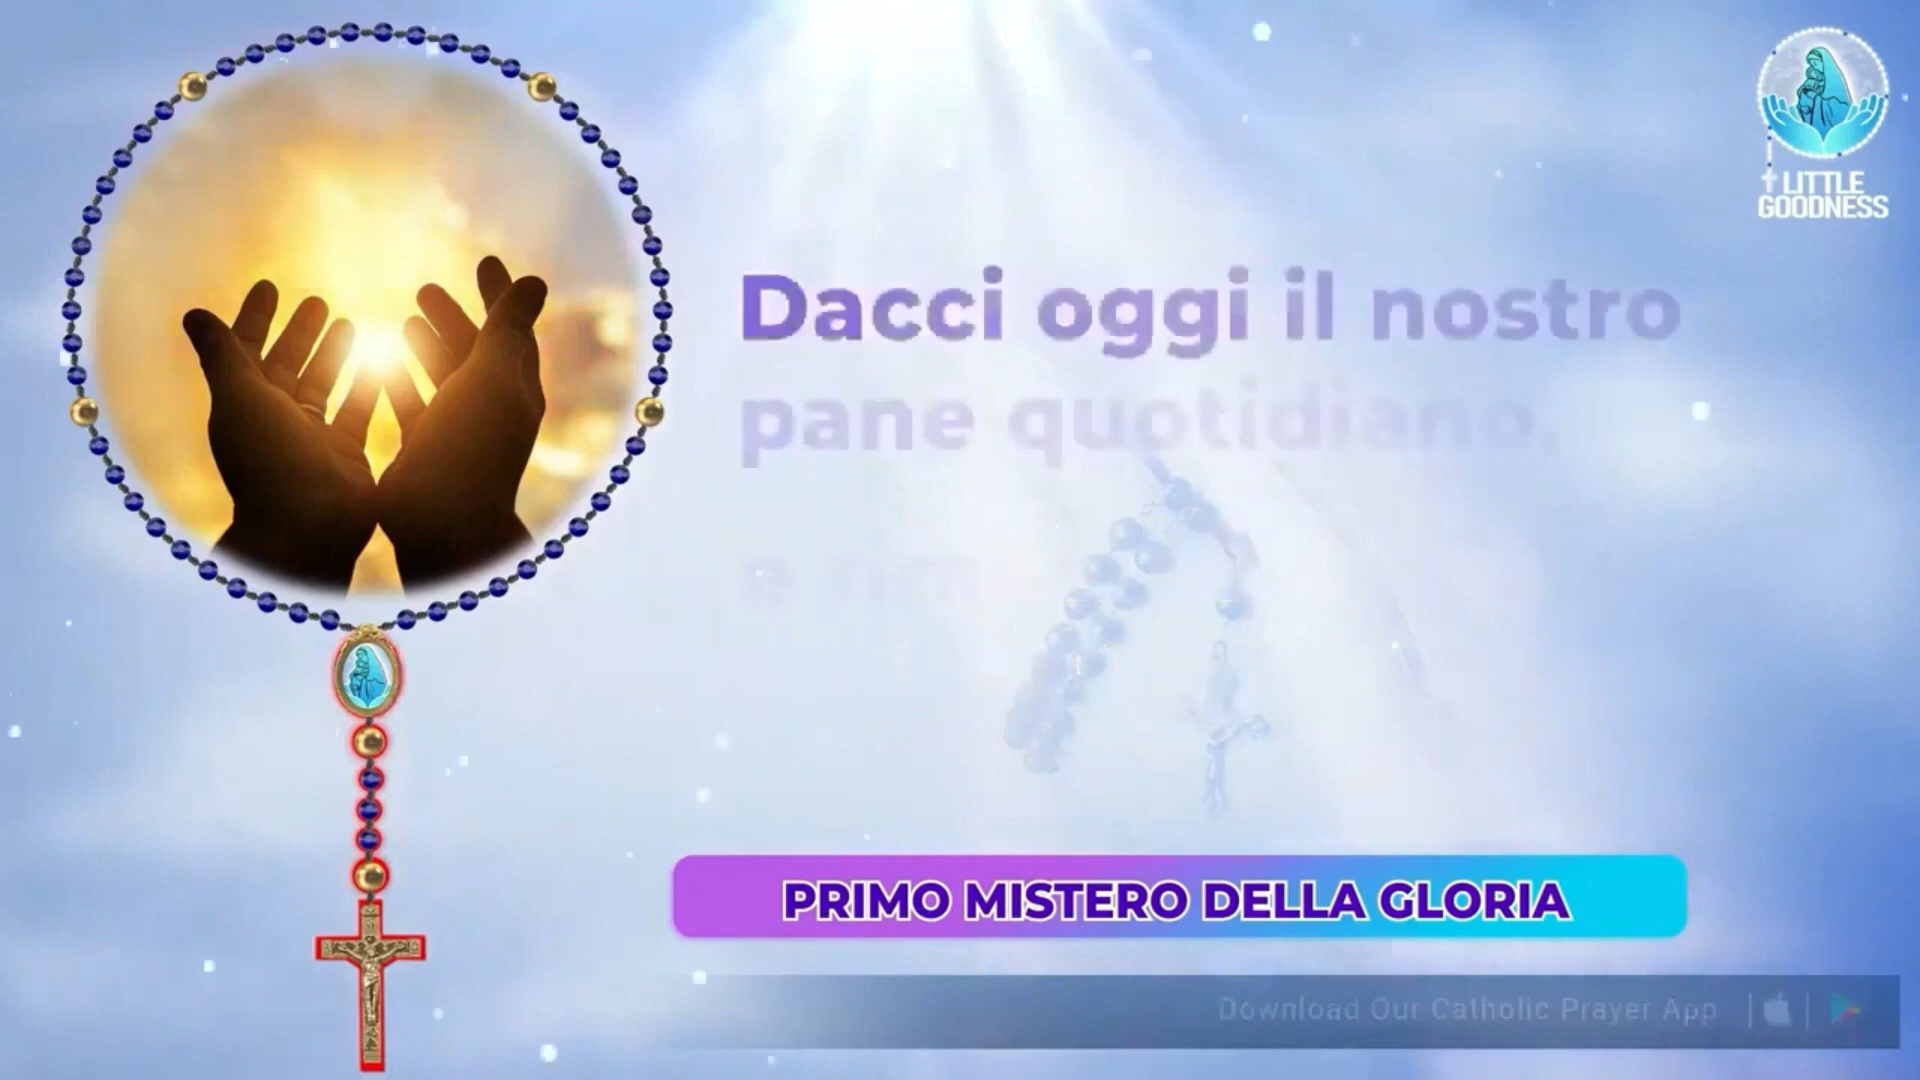 LITTLE
GOODNESS
Dacci oggi il nostro
pane quotidiano,
e
PRIMO MISTERO DELLA GLORIA
Download Our Catholic Prayer App